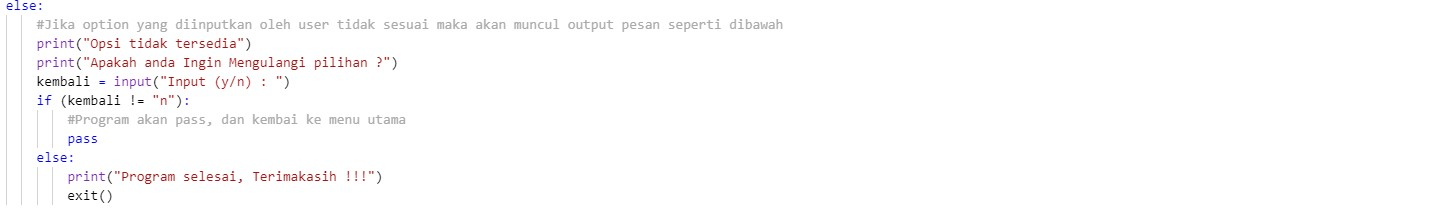 else:
#Jika option yang diinputkan oleh user tidak sesuai maka akan muncul output pesan seperti dibawah
print("Opsi tidak tersedia")
print("Apakah anda Ingin Mengulangi pilihan ?")
kembali = input("Input (y/n) : ")
if (kembali != "n"):
#Program akan pass, dan kembai ke menu utama
pass
else:
print("Program selesai, Terimakasih !!!")
exit()